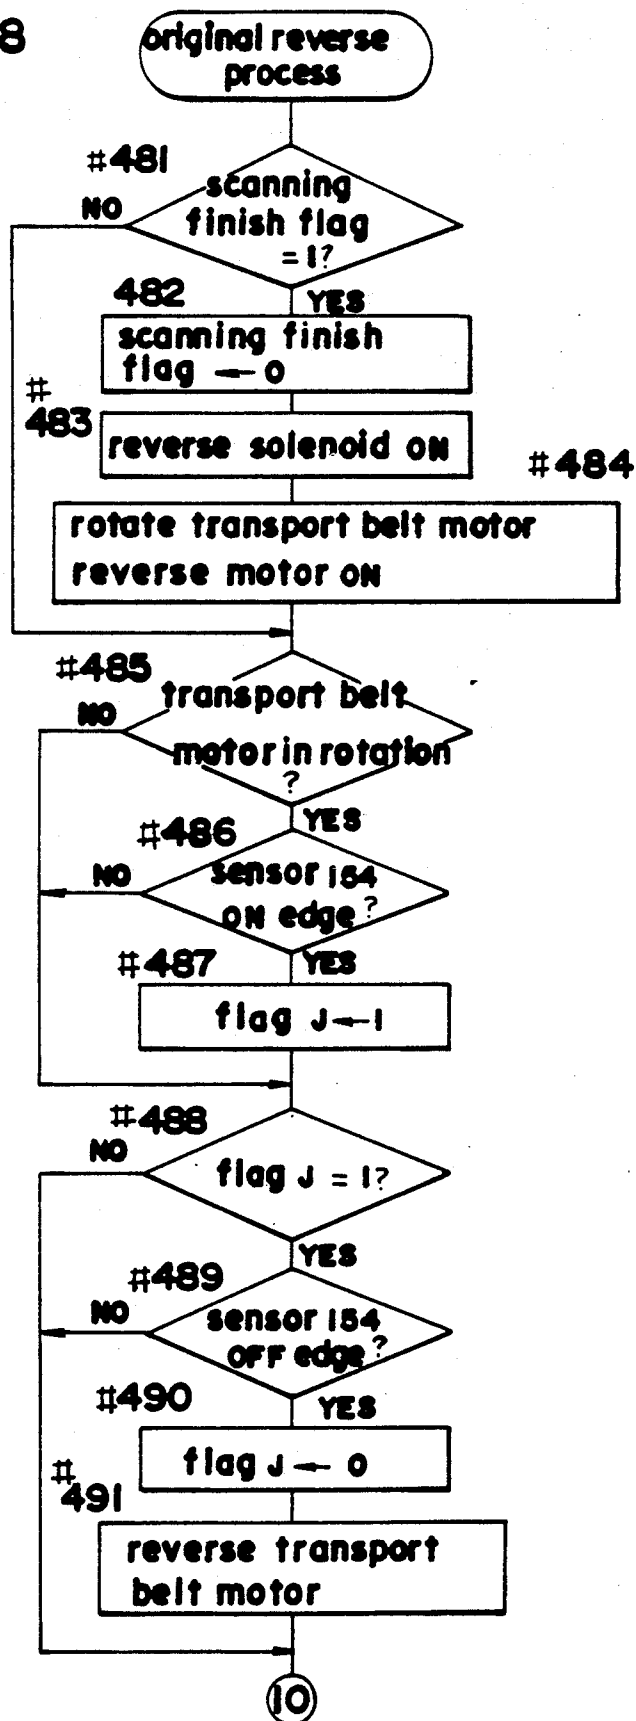 8
original reverse
process
#481
scanning
finish flag
= 1?
NO
YES
482
scanning finish
flag ← 0
#
483
reverse solenoid ON
#484
rotate transport belt motor
reverse motor ON
#485
transport belt
motor in rotation
?
NO
YES
#486
sensor 154
ON edge?
NO
YES
#487
flag J←1
#488
flag J = 1?
NO
YES
#489
sensor 154
OFF edge?
NO
YES
#490
flag J ← 0
#
491
reverse transport
belt motor
10